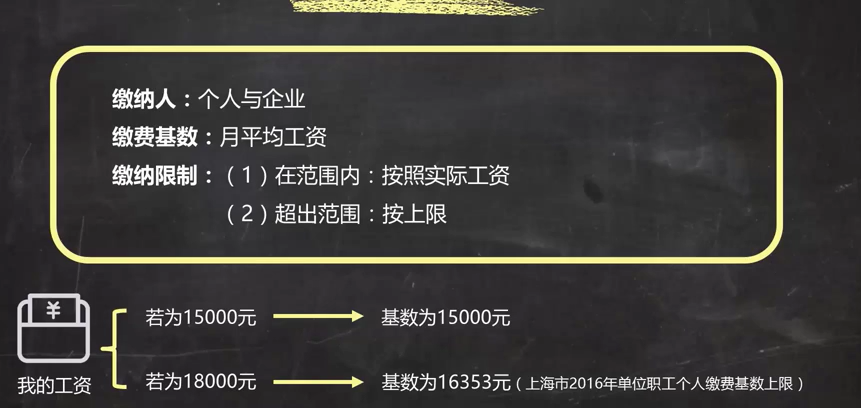 缴纳人：个人与企业
缴费基数：月平均工资
缴纳限制：（1）在范围内：按照实际工资
（2）超出范围：按上限
¥
若为15000元
基数为15000元
我的工资
若为18000元
基数为16353元（上海市2016年单位职工个人缴费基数上限）